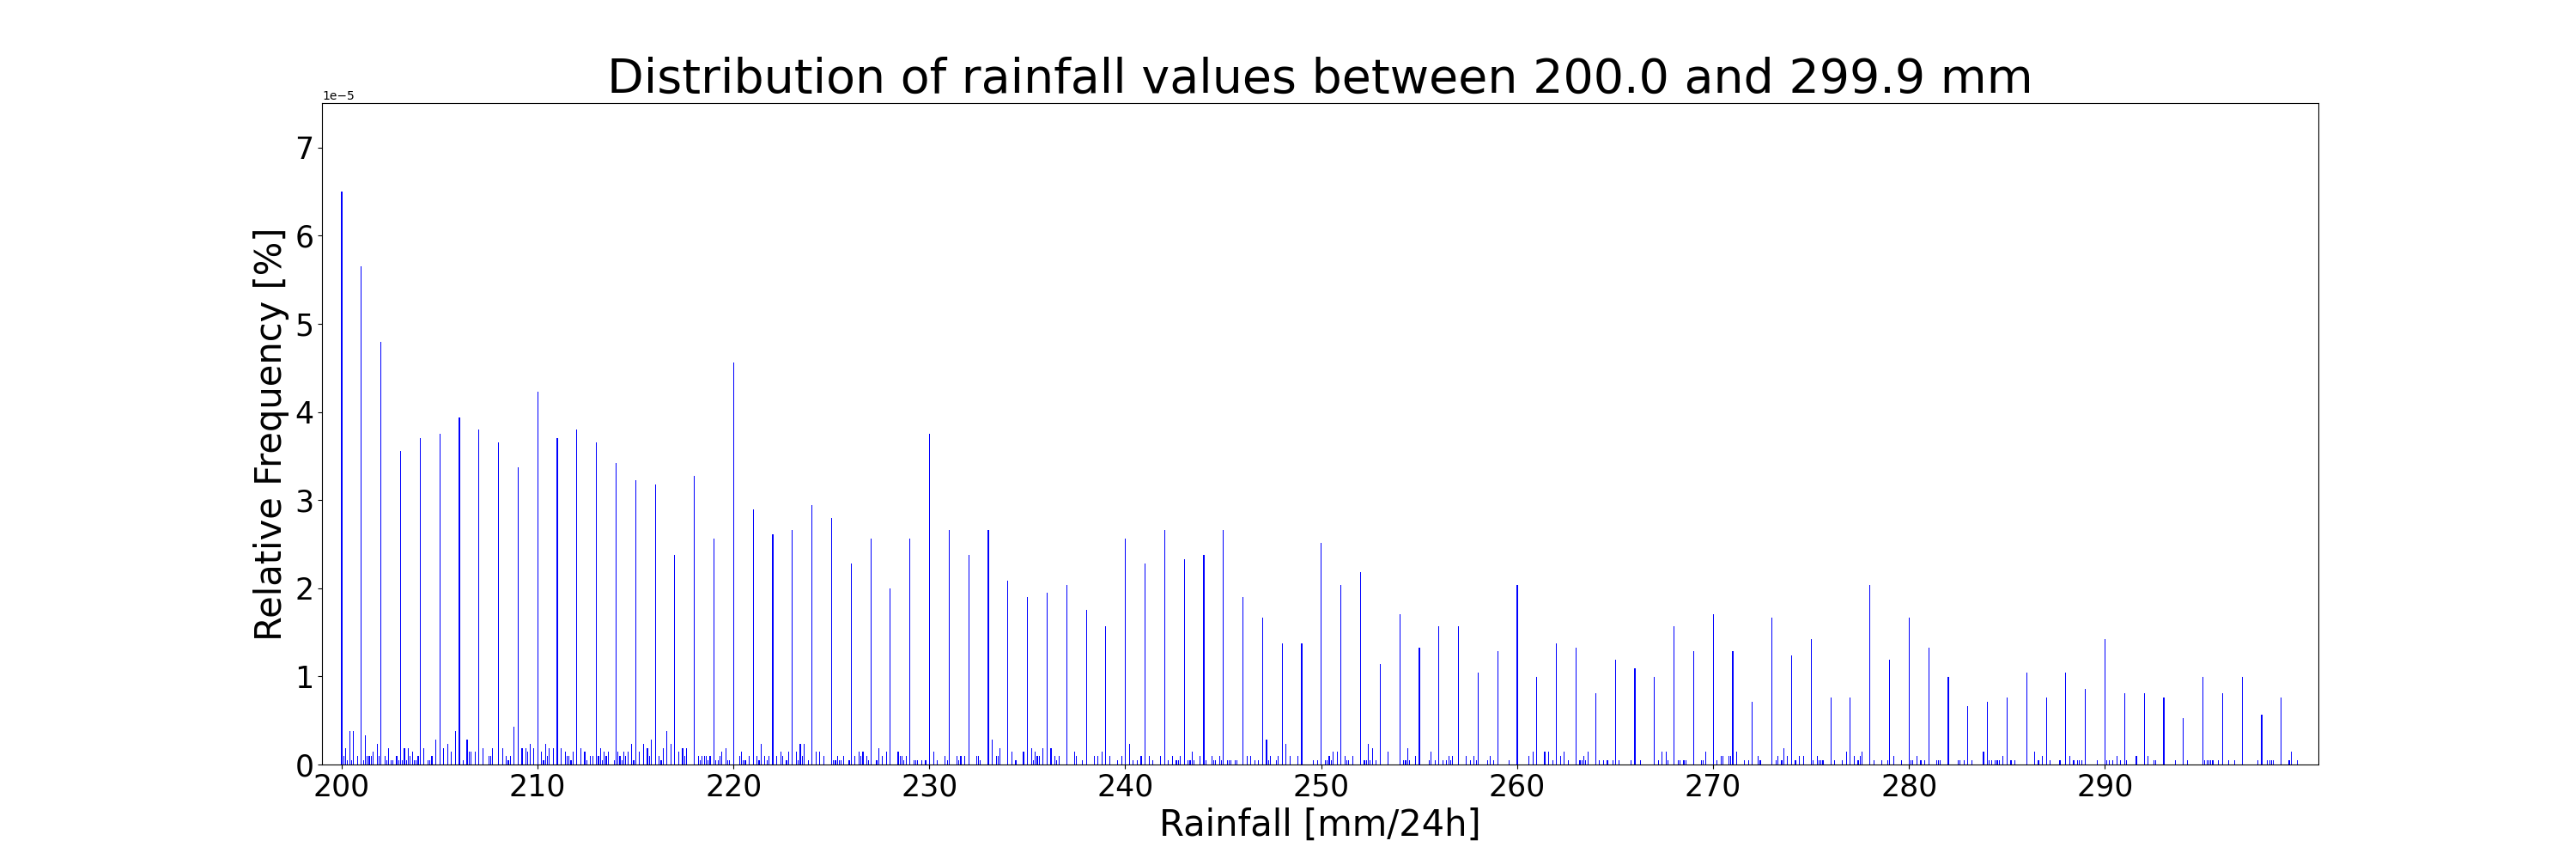 Distribution of rainfall values between 200.0 and 299.9 mm
1e−5
7
6
5
4
3
2
1
0
Relative Frequency [%]
200 210 220 230 240 250 260 270 280 290
Rainfall [mm/24h]